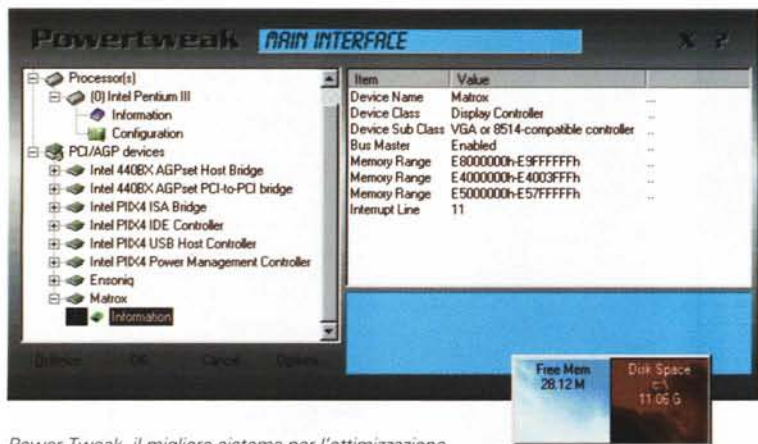 Powertweak MAIN INTERFACE X ?
Processor(s)
(0) Intel Pentium III
Information
Configuration
PCI/AGP devices
Intel 440BX AGPset Host Bridge
Intel 440BX AGPset PCI-to-PCI bridge
Intel PIIX4 ISA Bridge
Intel PIIX4 IDE Controller
Intel PIIX4 USB Host Controller
Intel PIIX4 Power Management Controller
Ensoniq
Matrox
Information
Item Value
Device Name Matrox ...
Device Class Display Controller ..
Device Sub Class VGA or 8514-compatible controller ..
Bus Master Enabled ..
Memory Range E8000000h-E9FFFFFFh ..
Memory Range E4000000h-E4003FFFh ..
Memory Range E5000000h-E57FFFFFh ..
Interrupt Line 11
OK Cancel Options
Free Mem
28.12 M
Disk Space
c:\
11.06 G
Power Tweak, il migliore sistema per l'ottimizzazione